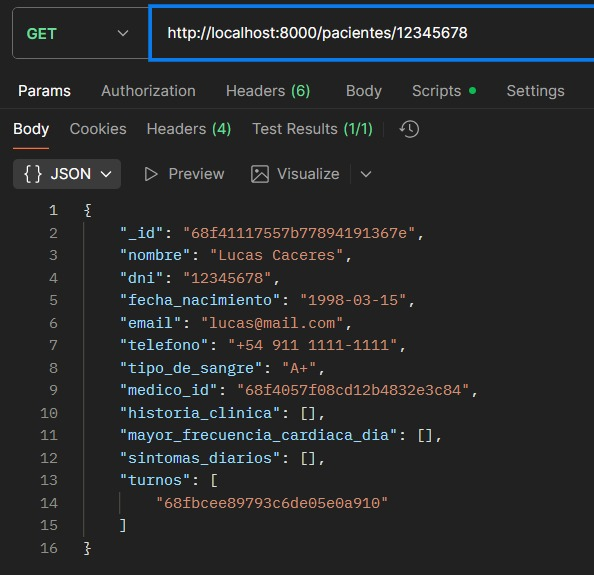 GET http://localhost:8000/pacientes/12345678
Params Authorization Headers (6) Body Scripts Settings
Body Cookies Headers (4) Test Results (1/1)
{} JSON Preview Visualize
1 {
2 "_id": "68f41117557b77894191367e",
3 "nombre": "Lucas Caceres",
4 "dni": "12345678",
5 "fecha_nacimiento": "1998-03-15",
6 "email": "lucas@mail.com",
7 "telefono": "+54 911 1111-1111",
8 "tipo_de_sangre": "A+",
9 "medico_id": "68f4057f08cd12b4832e3c84",
10 "historia_clinica": [],
11 "mayor_frecuencia_cardiaca_dia": [],
12 "sintomas_diarios": [],
13 "turnos": [
14 "68fbcee89793c6de05e0a910"
15 ]
16 }